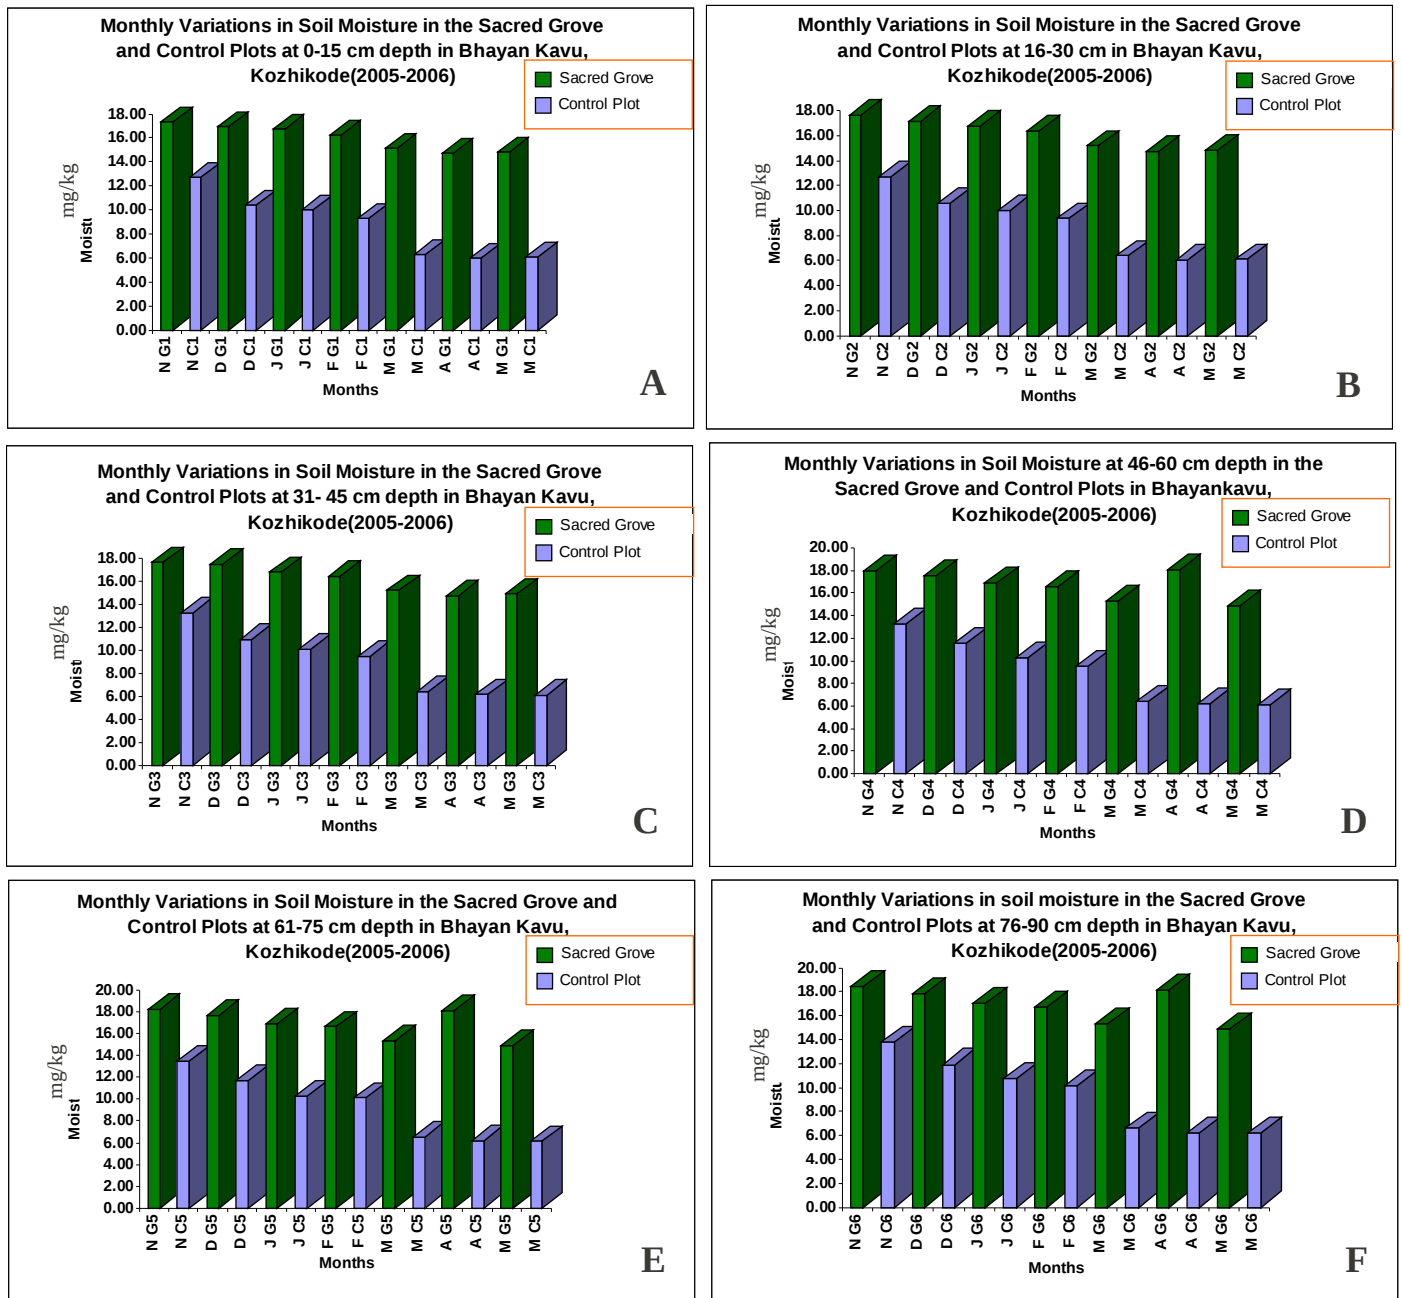 Monthly Variations in Soil Moisture in the Sacred Grove
and Control Plots at 0-15 cm depth in Bhayan Kavu,
Kozhikode(2005-2006)
Sacred Grove
Control Plot
18.00
16.00
14.00
12.00
10.00
8.00
6.00
4.00
2.00
0.00
mg/kg
Moistu
N G1
N C1
D G1
D C1
J G1
J C1
F G1
F C1
M G1
M C1
A G1
A C1
M G1
M C1
Months
A
Monthly Variations in Soil Moisture in the Sacred Grove
and Control Plots at 16-30 cm in Bhayan Kavu,
Kozhikode(2005-2006)
Sacred Grove
Control Plot
18.00
16.00
14.00
12.00
10.00
8.00
6.00
4.00
2.00
0.00
mg/kg
Moistu
N G2
N C2
D G2
D C2
J G2
J C2
F G2
F C2
M G2
M C2
A G2
A C2
M G2
M C2
Months
B
Monthly Variations in Soil Moisture in the Sacred Grove
and Control Plots at 31- 45 cm depth in Bhayan Kavu,
Kozhikode(2005-2006)
Sacred Grove
Control Plot
18.00
16.00
14.00
12.00
10.00
8.00
6.00
4.00
2.00
0.00
mg/kg
Moist
N G3
N C3
D G3
D C3
J G3
J C3
F G3
F C3
M G3
M C3
A G3
A C3
M G3
M C3
Months
C
Monthly Variations in Soil Moisture at 46-60 cm depth in the
Sacred Grove and Control Plots in Bhayankavu,
Kozhikode(2005-2006)
Sacred Grove
Control Plot
20.00
18.00
16.00
14.00
12.00
10.00
8.00
6.00
4.00
2.00
0.00
mg/kg
Moist
N G4
N C4
D G4
D C4
J G4
J C4
F G4
F C4
M G4
M C4
A G4
A C4
M G4
M C4
Months
D
Monthly Variations in Soil Moisture in the Sacred Grove and
Control Plots at 61-75 cm depth in Bhayan Kavu,
Kozhikode(2005-2006)
Sacred Grove
Control Plot
20.00
18.00
16.00
14.00
12.00
10.00
8.00
6.00
4.00
2.00
0.00
mg/kg
Moist
N G5
N C5
D G5
D C5
J G5
J C5
F G5
F C5
M G5
M C5
A G5
A C5
M G5
M C5
Months
E
Monthly Variations in soil moisture in the Sacred Grove
and Control Plots at 76-90 cm depth in Bhayan Kavu,
Kozhikode(2005-2006)
Sacred Grove
Control Plot
20.00
18.00
16.00
14.00
12.00
10.00
8.00
6.00
4.00
2.00
0.00
mg/kg
Moistu
N G6
N C6
D G6
D C6
J G6
J C6
F G6
F C6
M G6
M C6
A G6
A C6
M G6
M C6
Months
F